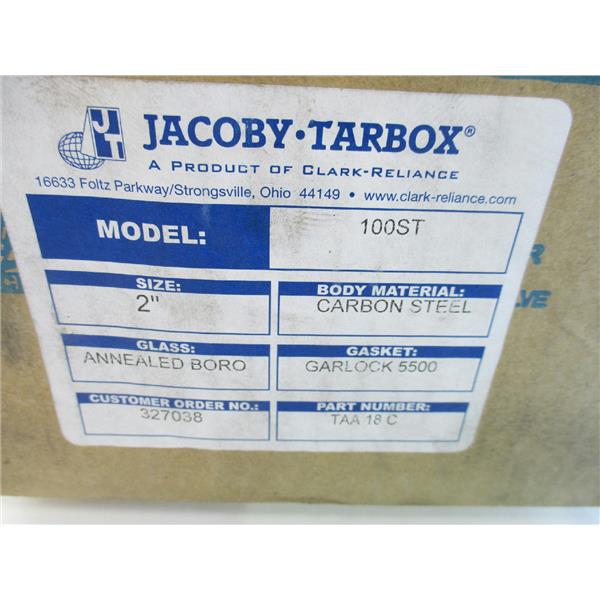 JT
JACOBY·TARBOX®
A PRODUCT OF CLARK-RELIANCE
16633 Foltz Parkway/Strongsville, Ohio 44149 • www.clark-reliance.com
MODEL: 100ST
SIZE: BODY MATERIAL:
2" CARBON STEEL
GLASS: GASKET:
ANNEALED BORO GARLOCK 5500
CUSTOMER ORDER NO.: PART NUMBER:
327038 TAA 18 C